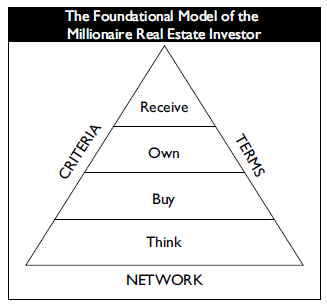 The Foundational Model of the
Millionaire Real Estate Investor
Receive
CRITERIA
TERMS
Own
Buy
Think
NETWORK